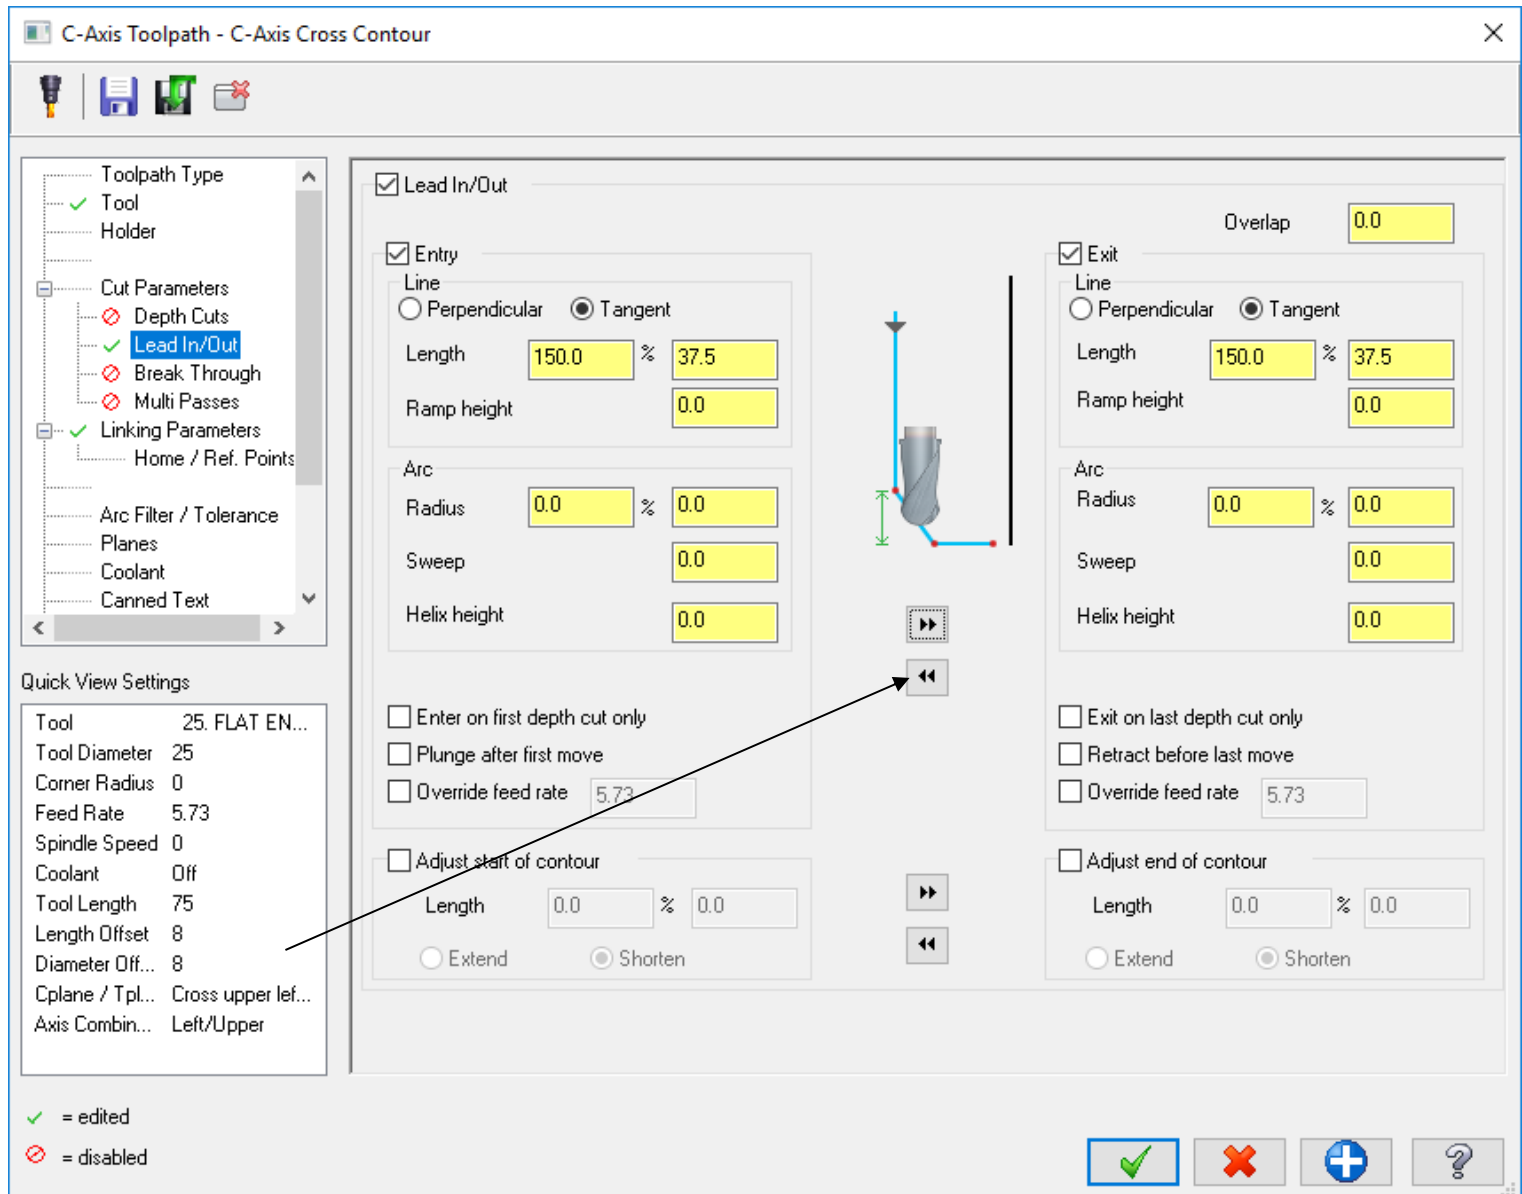 C-Axis Toolpath - C-Axis Cross Contour
Toolpath Type
Tool
Holder
Cut Parameters
Depth Cuts
Lead In/Out
Break Through
Multi Passes
Linking Parameters
Home / Ref. Points
Arc Filter / Tolerance
Planes
Coolant
Canned Text
Quick View Settings
Tool 25. FLAT EN...
Tool Diameter 25
Corner Radius 0
Feed Rate 5.73
Spindle Speed 0
Coolant Off
Tool Length 75
Length Offset 8
Diameter Off... 8
Cplane / Tpl... Cross upper lef...
Axis Combin... Left/Upper
= edited
= disabled
Lead In/Out
Overlap 0.0
Entry
Line
Perpendicular Tangent
Length 150.0 % 37.5
Ramp height 0.0
Arc
Radius 0.0 % 0.0
Sweep 0.0
Helix height 0.0
Enter on first depth cut only
Plunge after first move
Override feed rate 5.73
Adjust start of contour
Length 0.0 % 0.0
Extend Shorten
Exit
Line
Perpendicular Tangent
Length 150.0 % 37.5
Ramp height 0.0
Arc
Radius 0.0 % 0.0
Sweep 0.0
Helix height 0.0
Exit on last depth cut only
Retract before last move
Override feed rate 5.73
Adjust end of contour
Length 0.0 % 0.0
Extend Shorten